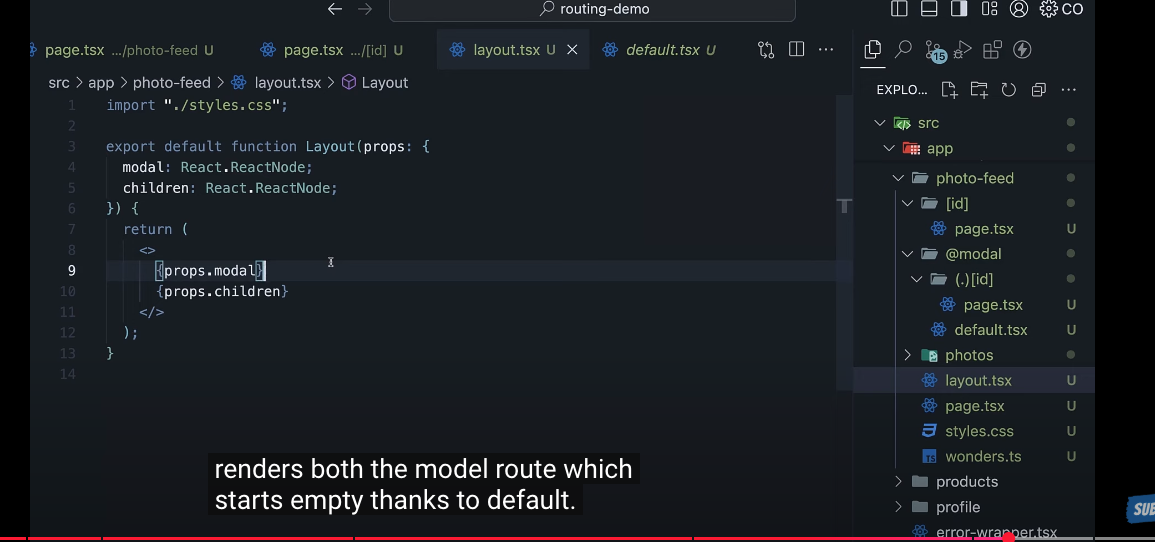 routing-demo
CO
page.tsx .../photo-feed U
page.tsx .../[id] U
layout.tsx U
default.tsx U
15
src > app > photo-feed > layout.tsx > Layout
EXPLO...
1 import "./styles.css";
2
3 export default function Layout(props: {
4 modal: React.ReactNode;
5 children: React.ReactNode;
6 }) {
7 return (
8 <>
9 {props.modal}
10 {props.children}
11 </>
12 );
13 }
14
src
app
photo-feed
[id]
page.tsx U
@modal
(.)[id]
page.tsx U
default.tsx U
photos
layout.tsx U
page.tsx U
styles.css U
TS wonders.ts U
products
profile
error-wrapper.tsx
renders both the model route which
starts empty thanks to default.
SUB